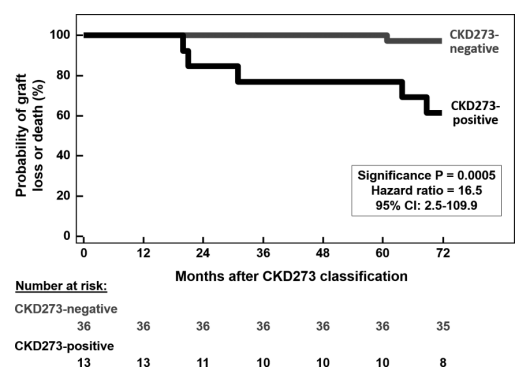 Probability of graft
loss or death (%)
100
80
60
40
20
0
CKD273-
negative
CKD273-
positive
Significance P = 0.0005
Hazard ratio = 16.5
95% CI: 2.5-109.9
0 12 24 36 48 60 72
Months after CKD273 classification
Number at risk:
CKD273-negative
36 36 36 36 36 36 35
CKD273-positive
13 13 11 10 10 10 8